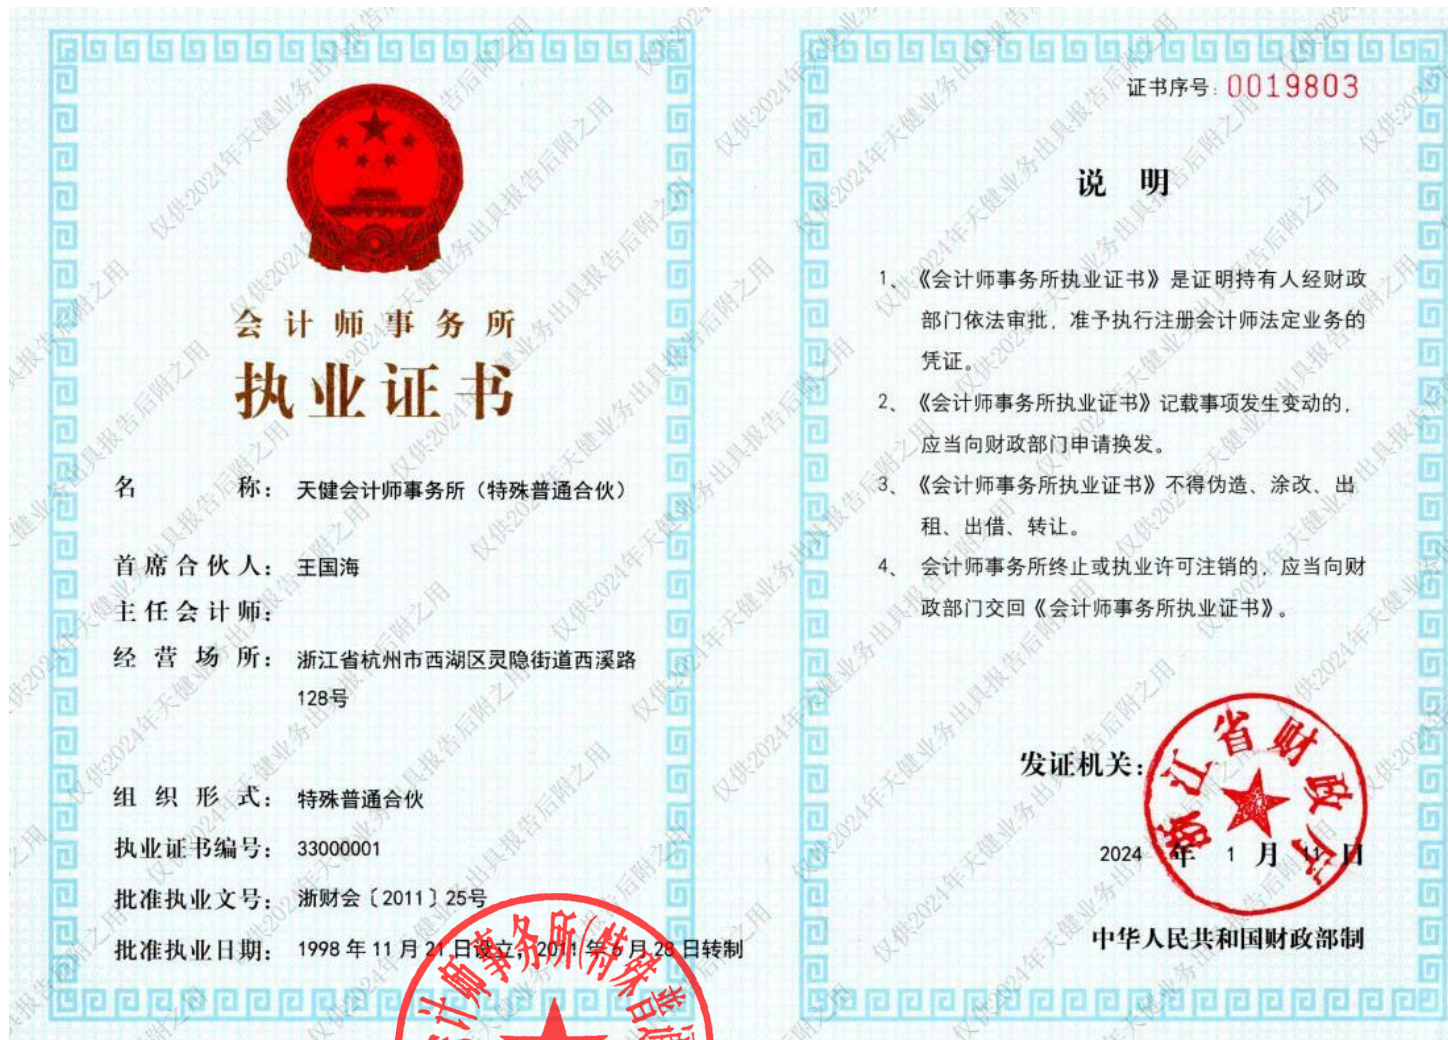 会计师事务所
执业证书
名 称：天健会计师事务所（特殊普通合伙）
首席合伙人：王国海
主任会计师：
经营场所：浙江省杭州市西湖区灵隐街道西溪路
128号
组织形式：特殊普通合伙
执业证书编号：33000001
批准执业文号：浙财会〔2011〕25号
批准执业日期：1998年11月21日设立，2011年6月28日转制
计师事务所(特殊普通
证书序号：0019803
说 明
1、《会计师事务所执业证书》是证明持有人经财政
部门依法审批，准予执行注册会计师法定业务的
凭证。
2、《会计师事务所执业证书》记载事项发生变动的，
应当向财政部门申请换发。
3、《会计师事务所执业证书》不得伪造、涂改、出
租、出借、转让。
4、会计师事务所终止或执业许可注销的，应当向财
政部门交回《会计师事务所执业证书》。
发证机关：
浙江省财政厅
2024年1月11日
中华人民共和国财政部制
仅供2024年天健业务出具报告后附之用